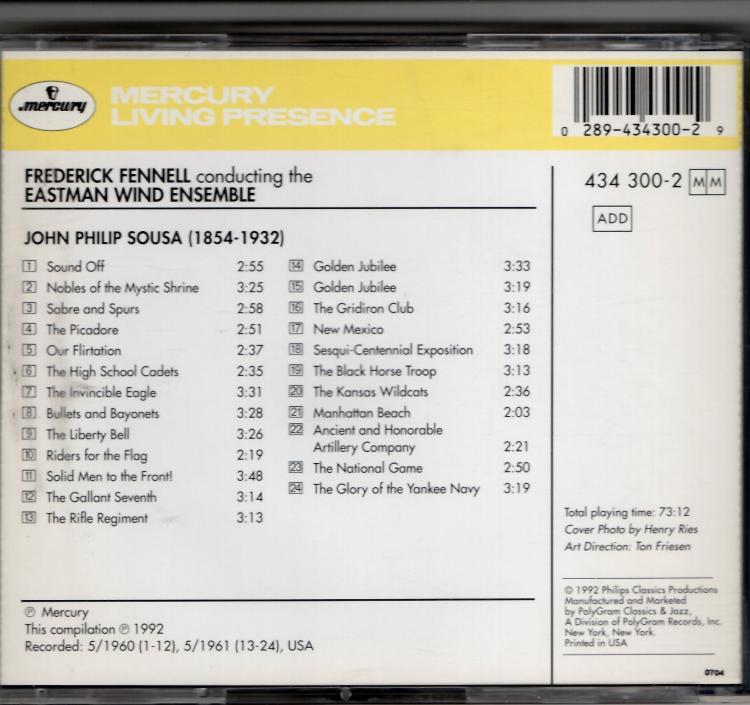 mercury
MERCURY
LIVING PRESENCE
0 289-434300-2 9
FREDERICK FENNELL conducting the
EASTMAN WIND ENSEMBLE
434 300-2 MM
ADD
JOHN PHILIP SOUSA (1854-1932)
1 Sound Off 2:55
2 Nobles of the Mystic Shrine 3:25
3 Sabre and Spurs 2:58
4 The Picadore 2:51
5 Our Flirtation 2:37
6 The High School Cadets 2:35
7 The Invincible Eagle 3:31
8 Bullets and Bayonets 3:28
9 The Liberty Bell 3:26
10 Riders for the Flag 2:19
11 Solid Men to the Front! 3:48
12 The Gallant Seventh 3:14
13 The Rifle Regiment 3:13
14 Golden Jubilee 3:33
15 Golden Jubilee 3:19
16 The Gridiron Club 3:16
17 New Mexico 2:53
18 Sesqui-Centennial Exposition 3:18
19 The Black Horse Troop 3:13
20 The Kansas Wildcats 2:36
21 Manhattan Beach 2:03
22 Ancient and Honorable
Artillery Company 2:21
23 The National Game 2:50
24 The Glory of the Yankee Navy 3:19
Total playing time: 73:12
Cover Photo by Henry Ries
Art Direction: Ton Friesen
℗ Mercury
This compilation ℗ 1992
Recorded: 5/1960 (1-12), 5/1961 (13-24), USA
© 1992 Philips Classics Productions
Manufactured and Marketed
by PolyGram Classics & Jazz,
A Division of PolyGram Records, Inc.
New York, New York.
Printed in USA
0704